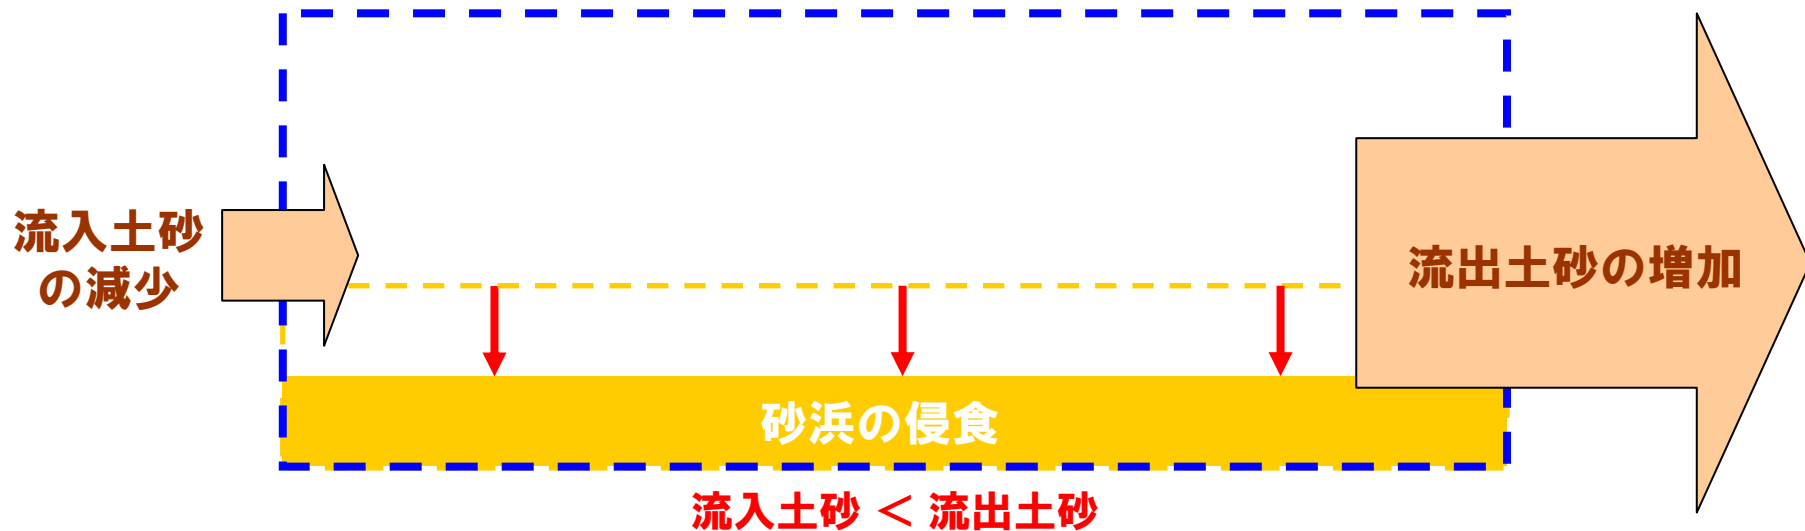 流入土砂
の減少
流出土砂の増加
砂浜の侵食
流入土砂 ＜ 流出土砂